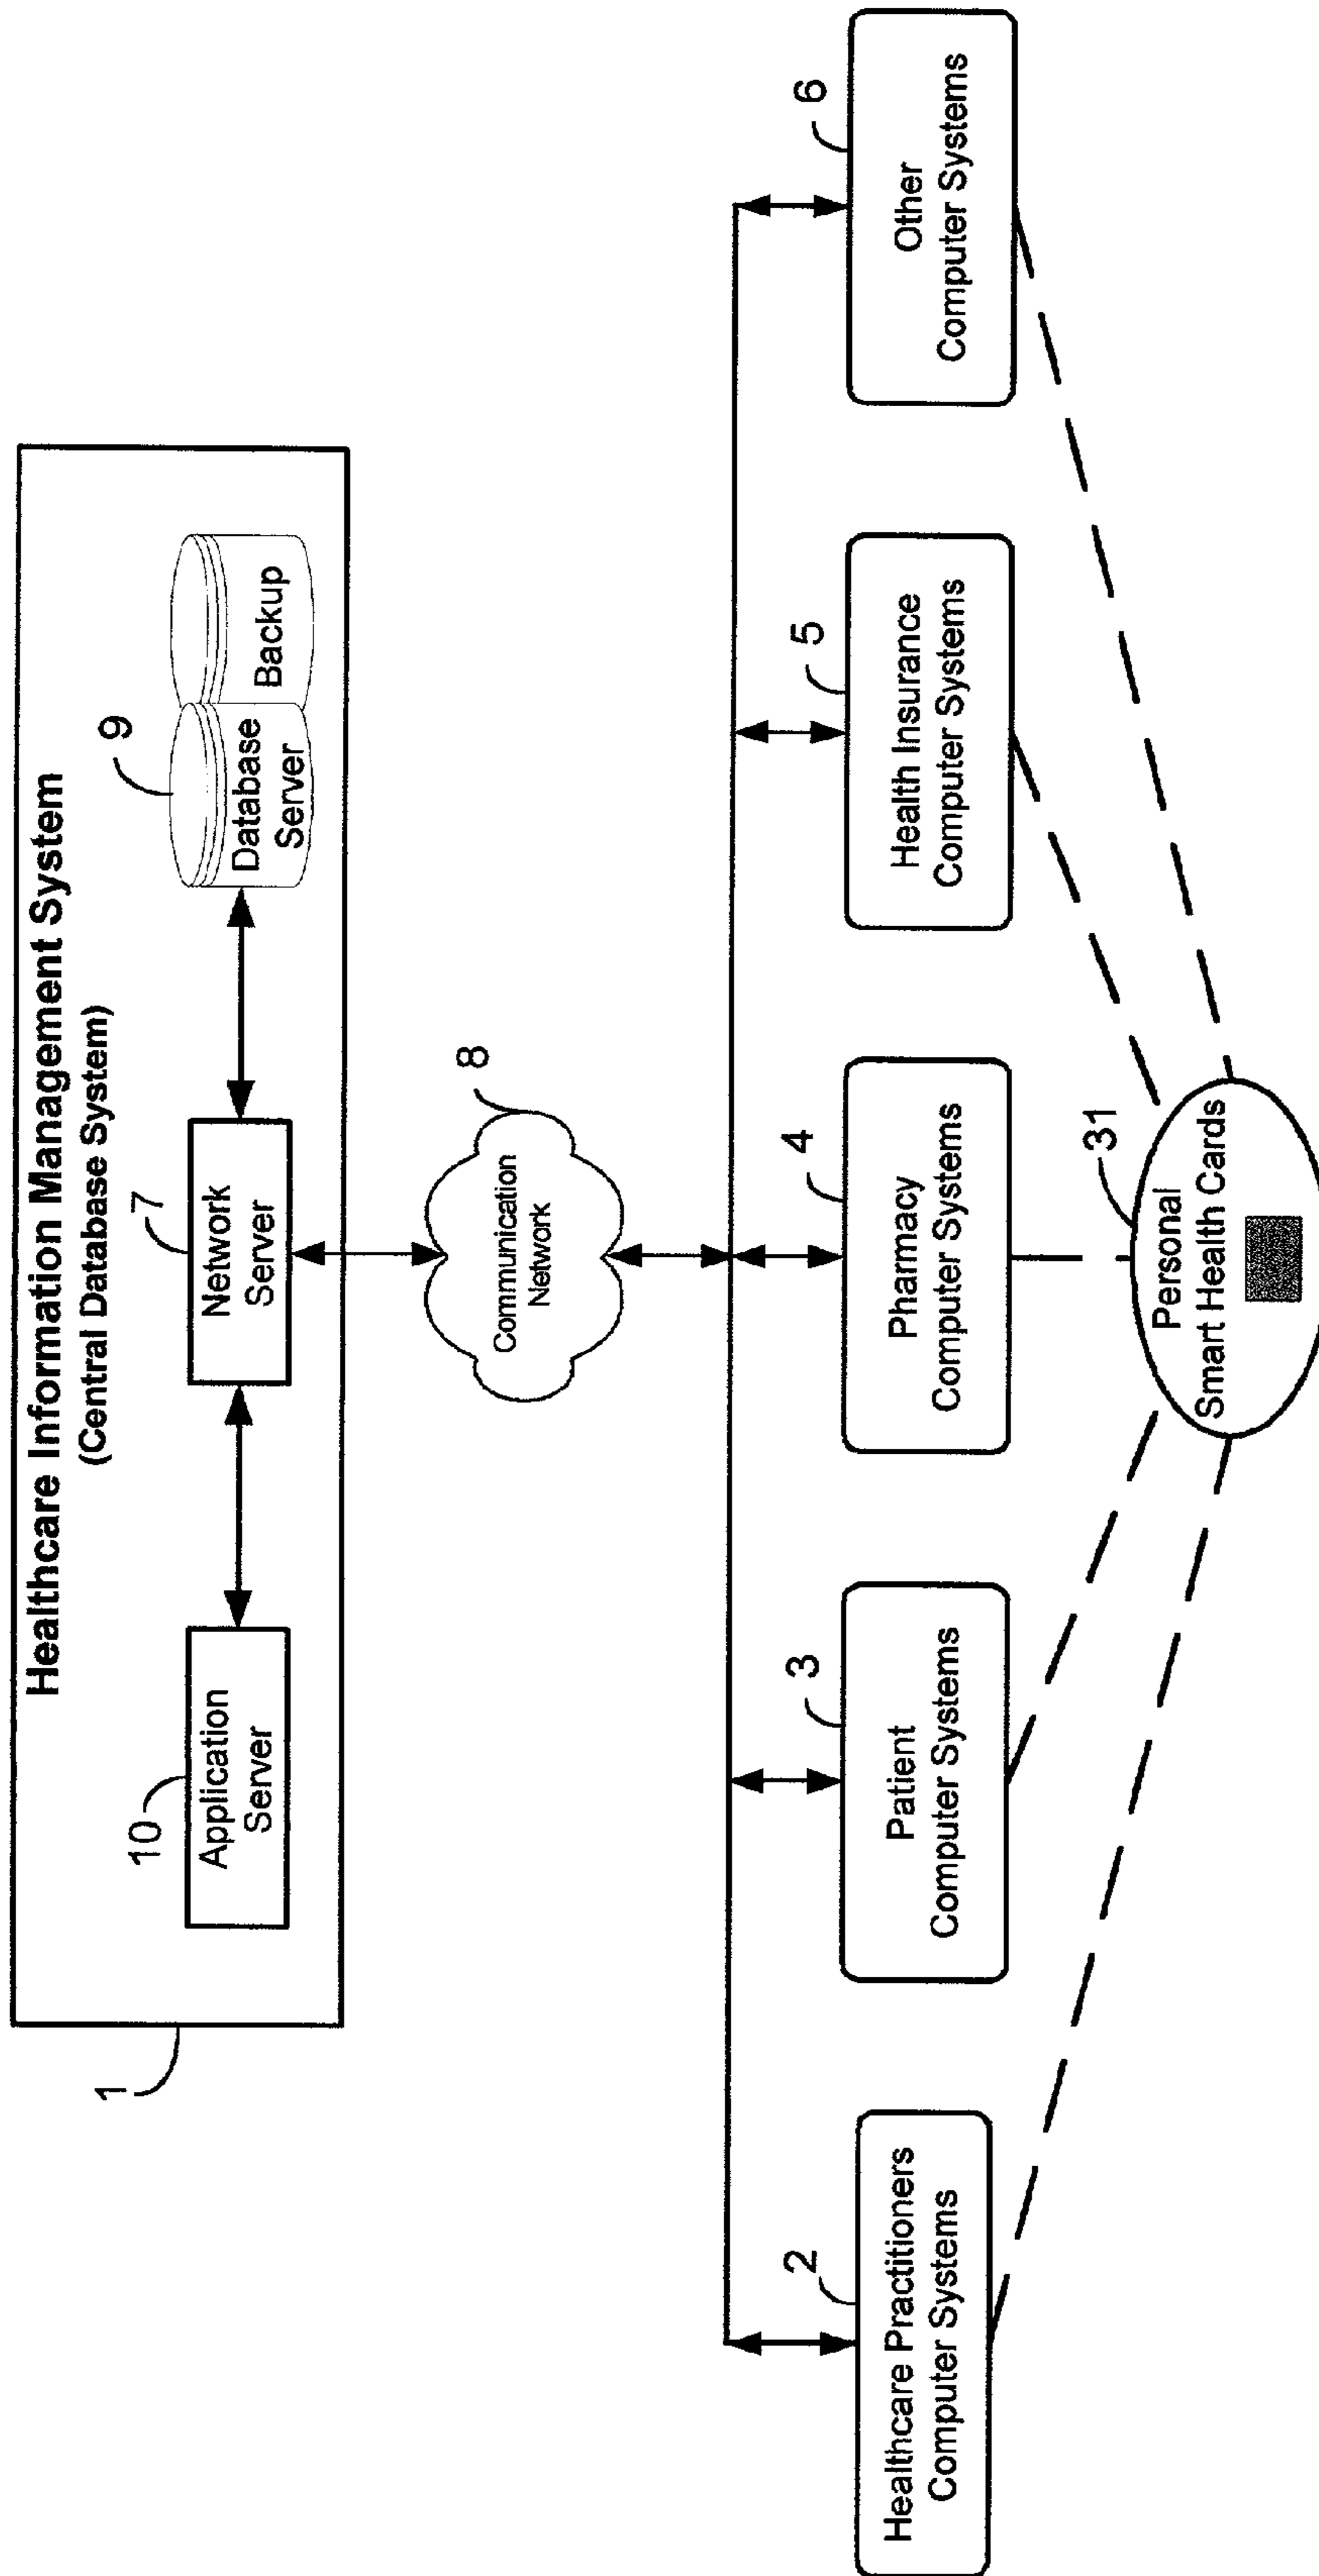 Healthcare Information Management System
(Central Database System)
1
10
Application
Server
7
Network
Server
9
Database
Server
Backup
8
Communication
Network
2
Healthcare Practitioners
Computer Systems
3
Patient
Computer Systems
4
Pharmacy
Computer Systems
5
Health Insurance
Computer Systems
6
Other
Computer Systems
31
Personal
Smart Health Cards